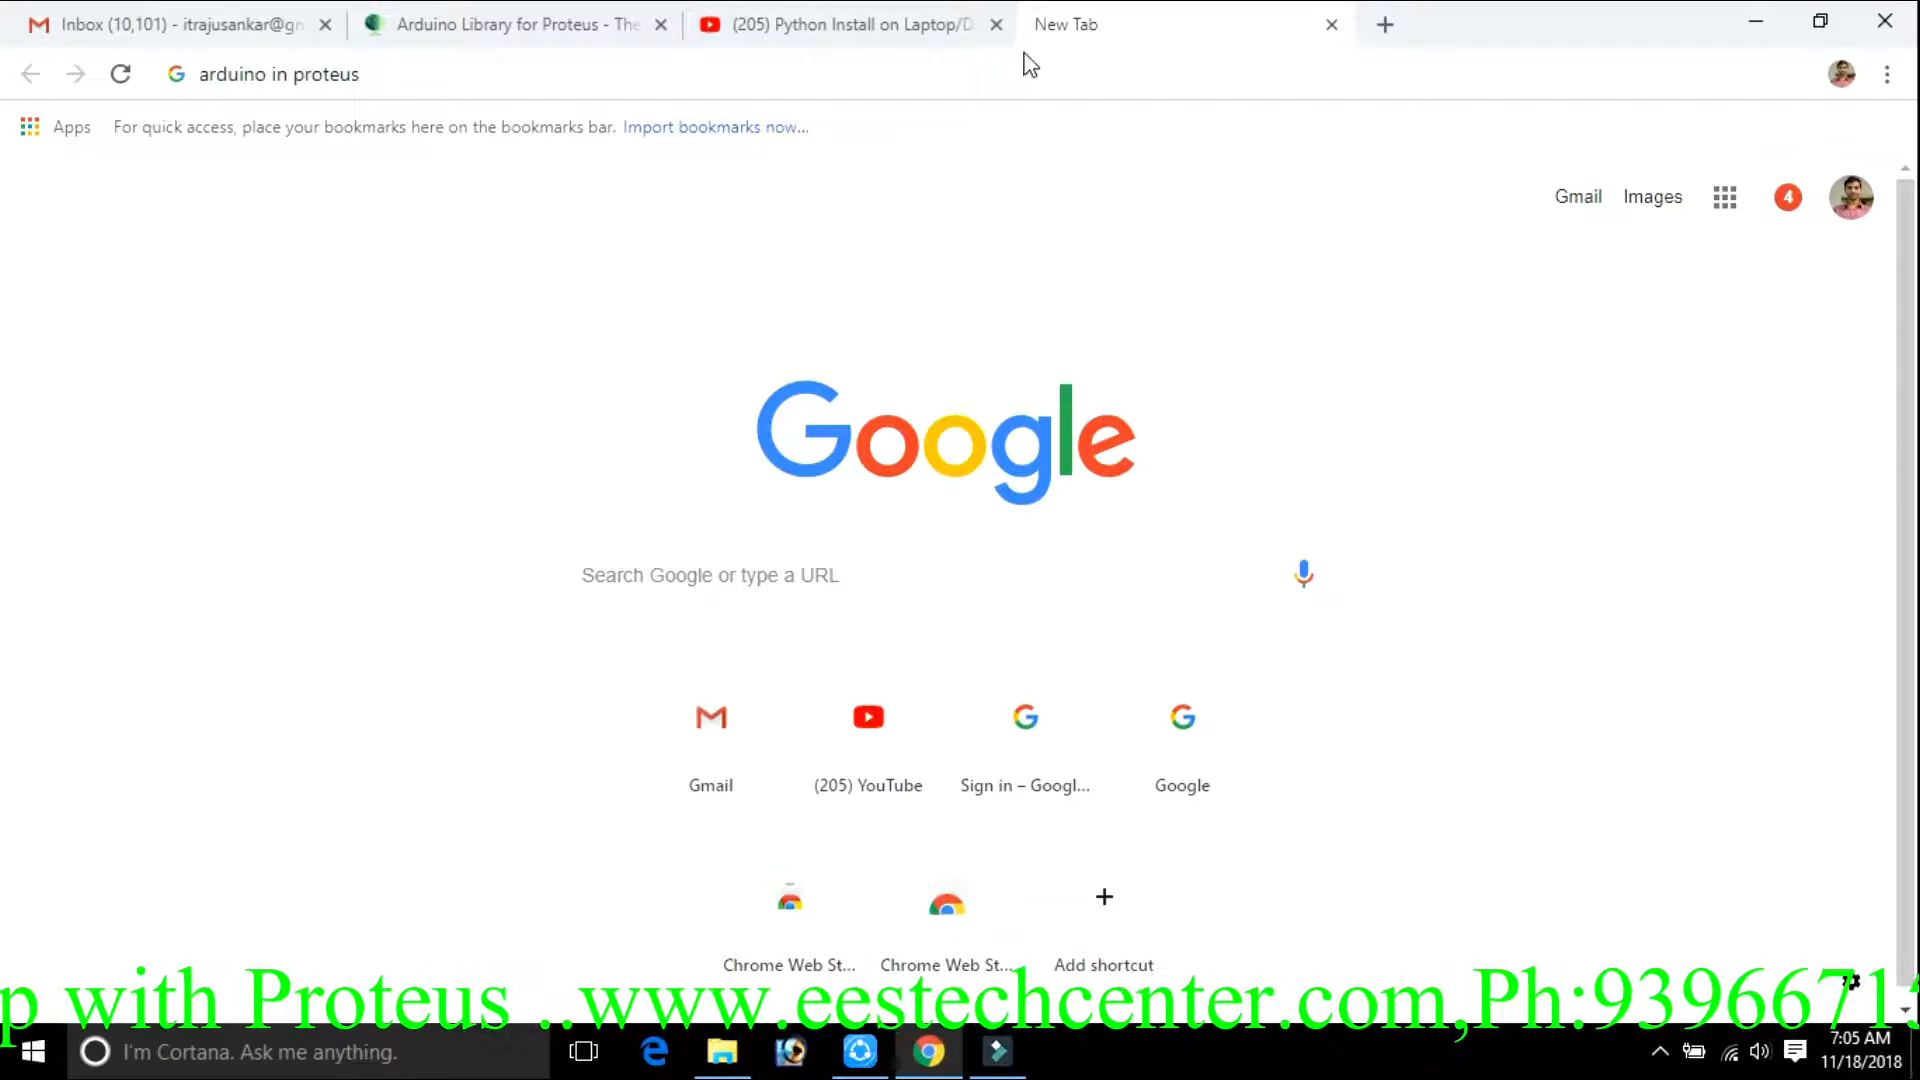 Inbox (10,101) - itrajusankar@gm
Arduino Library for Proteus - The
(205) Python Install on Laptop/D
New Tab
arduino in proteus
Apps
For quick access, place your bookmarks here on the bookmarks bar. Import bookmarks now...
Gmail
Images
4
Google
Search Google or type a URL
Gmail
(205) YouTube
Sign in – Googl...
Google
Chrome Web St...
Chrome Web St...
Add shortcut
p with Proteus ..www.eestechcenter.com,Ph:93966715
I'm Cortana. Ask me anything.
7:05 AM
11/18/2018